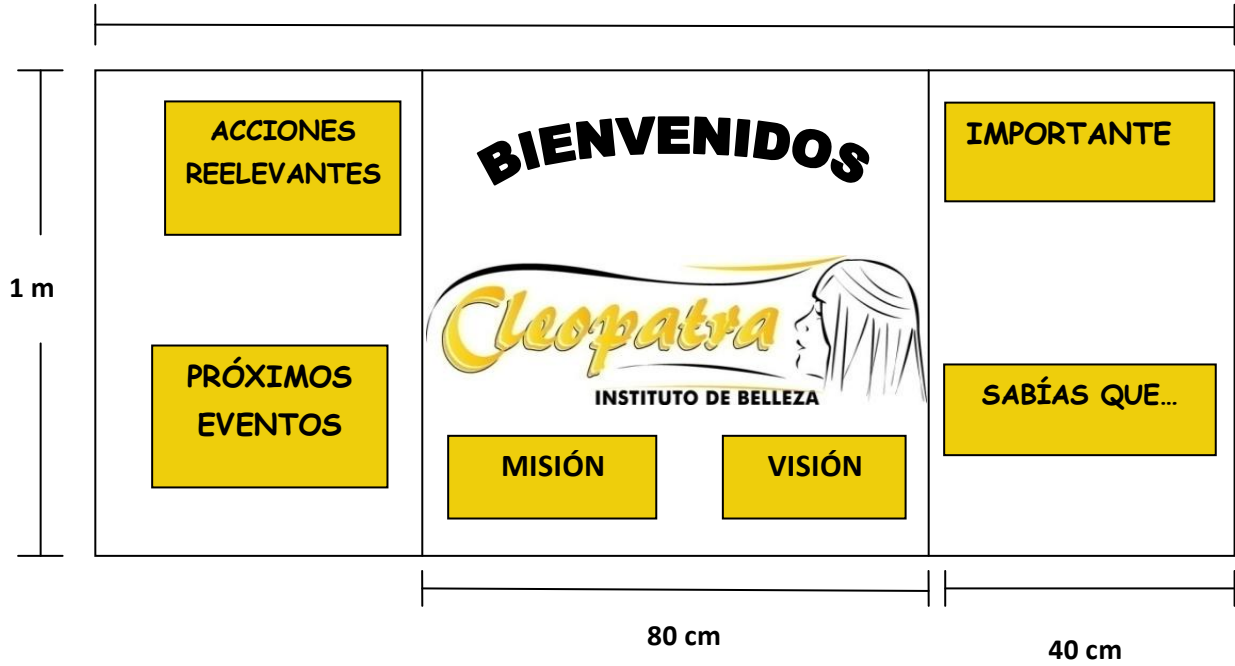 ACCIONES
REELEVANTES
PRÓXIMOS
EVENTOS
BIENVENIDOS
Cleopatra
INSTITUTO DE BELLEZA
MISIÓN
VISIÓN
IMPORTANTE
SABÍAS QUE...
1 m
80 cm
40 cm